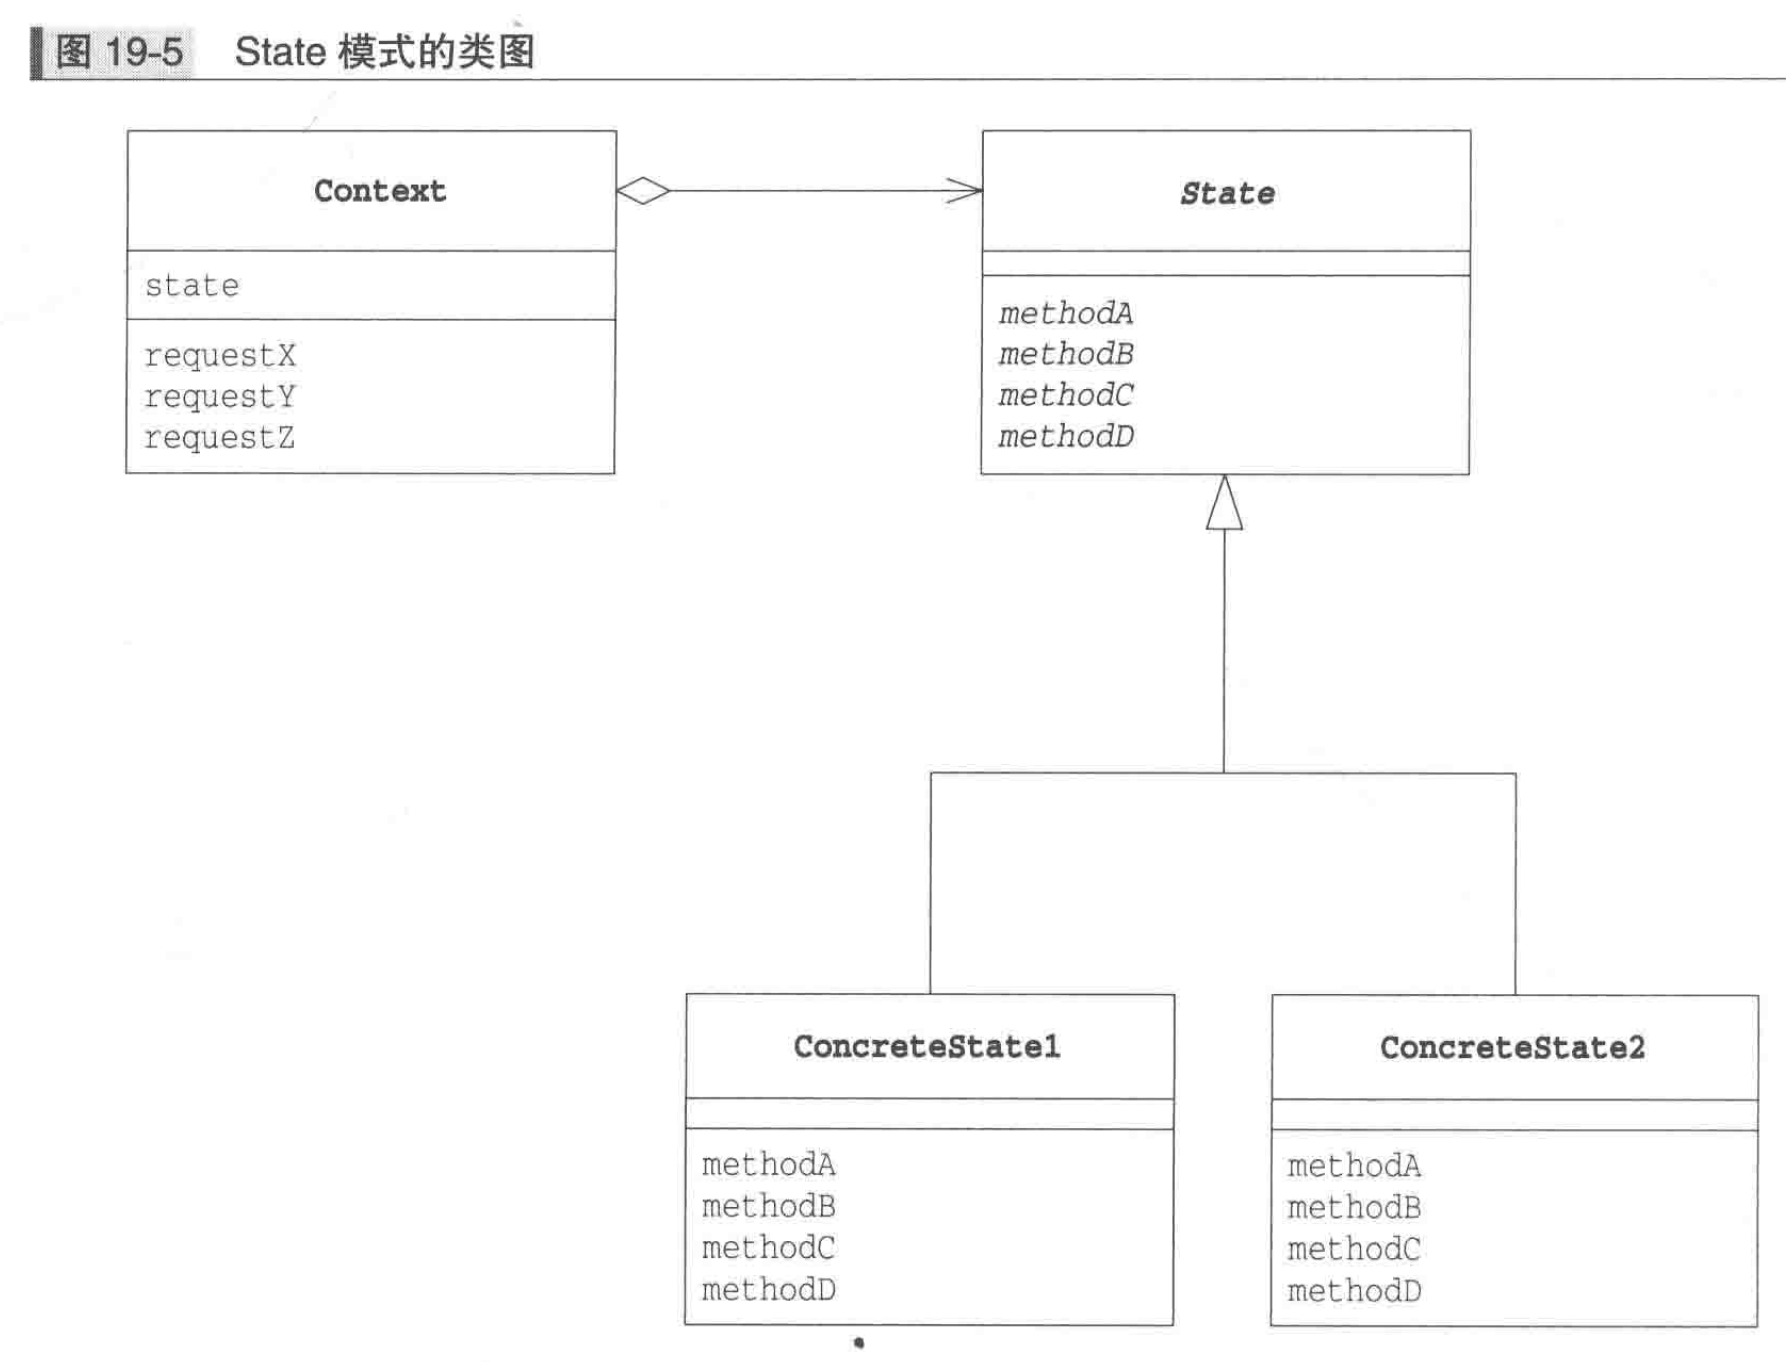 图 19-5 State 模式的类图
Context
state
requestX
requestY
requestZ
State
methodA
methodB
methodC
methodD
ConcreteState1
methodA
methodB
methodC
methodD
ConcreteState2
methodA
methodB
methodC
methodD